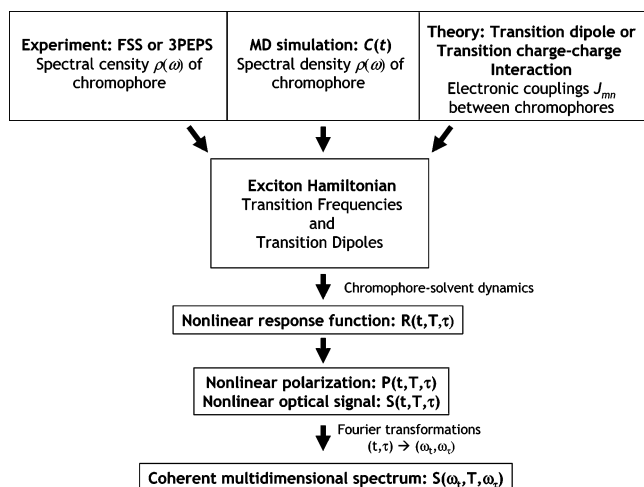 Experiment: FSS or 3PEPS
Spectral censity ρ(ω) of
chromophore
MD simulation: C(t)
Spectral density ρ(ω) of
chromophore
Theory: Transition dipole or
Transition charge-charge
Interaction
Electronic couplings Jmn
between chromophores
Exciton Hamiltonian
Transition Frequencies
and
Transition Dipoles
Chromophore-solvent dynamics
Nonlinear response function: R(t,T,τ)
Nonlinear polarization: P(t,T,τ)
Nonlinear optical signal: S(t,T,τ)
Fourier transformations
(t,τ) → (ωt,ωτ)
Coherent multidimensional spectrum: S(ωt,T,ωτ)